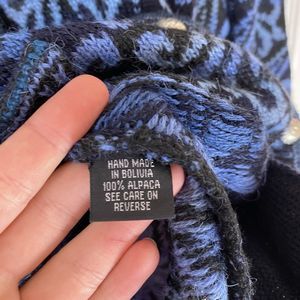 HAND MADE
IN BOLIVIA
100% ALPACA
SEE CARE ON
REVERSE